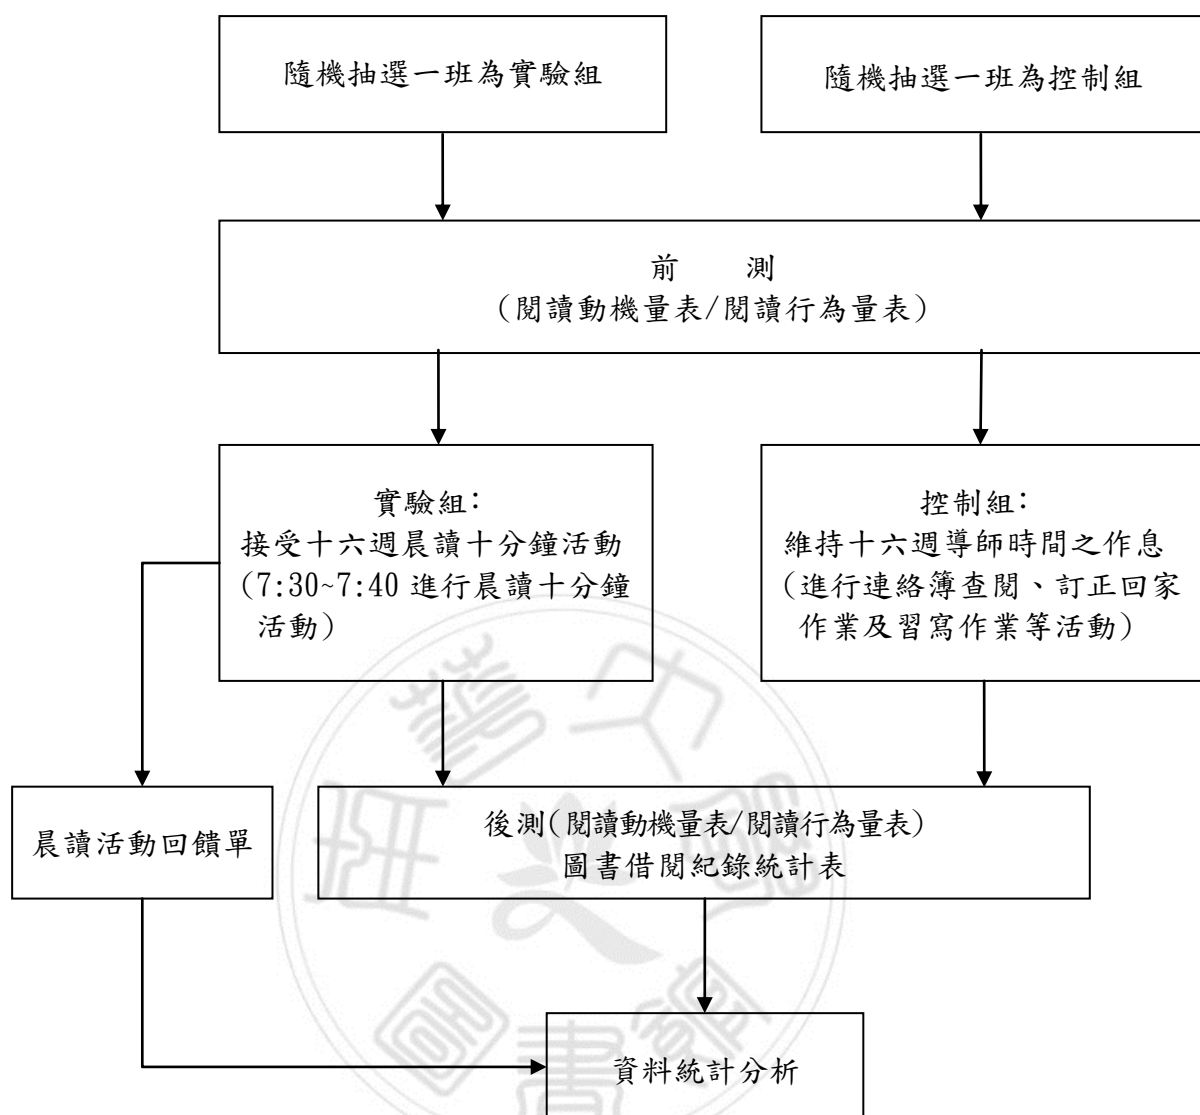 隨機抽選一班為實驗組
隨機抽選一班為控制組
前 測
(閱讀動機量表/閱讀行為量表)
實驗組:
接受十六週晨讀十分鐘活動
(7:30~7:40 進行晨讀十分鐘
活動)
控制組:
維持十六週導師時間之作息
(進行連絡簿查閱、訂正回家
作業及習寫作業等活動)
晨讀活動回饋單
後測(閱讀動機量表/閱讀行為量表)
圖書借閱紀錄統計表
資料統計分析